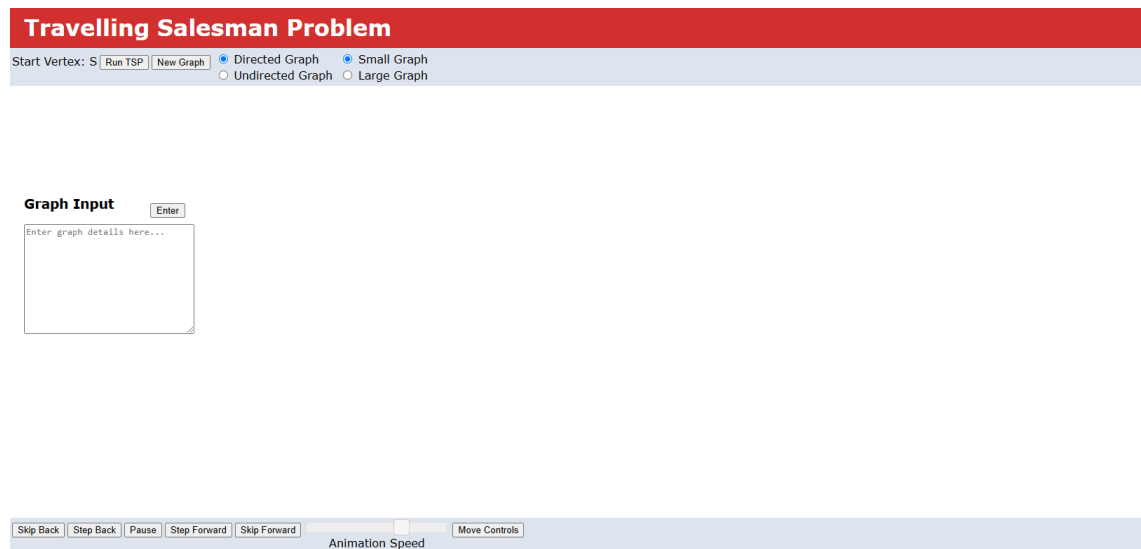 Travelling Salesman Problem
Start Vertex: S Run TSP New Graph Directed Graph Small Graph
Undirected Graph Large Graph
Graph Input Enter
Enter graph details here...
Skip Back Step Back Pause Step Forward Skip Forward Move Controls
Animation Speed